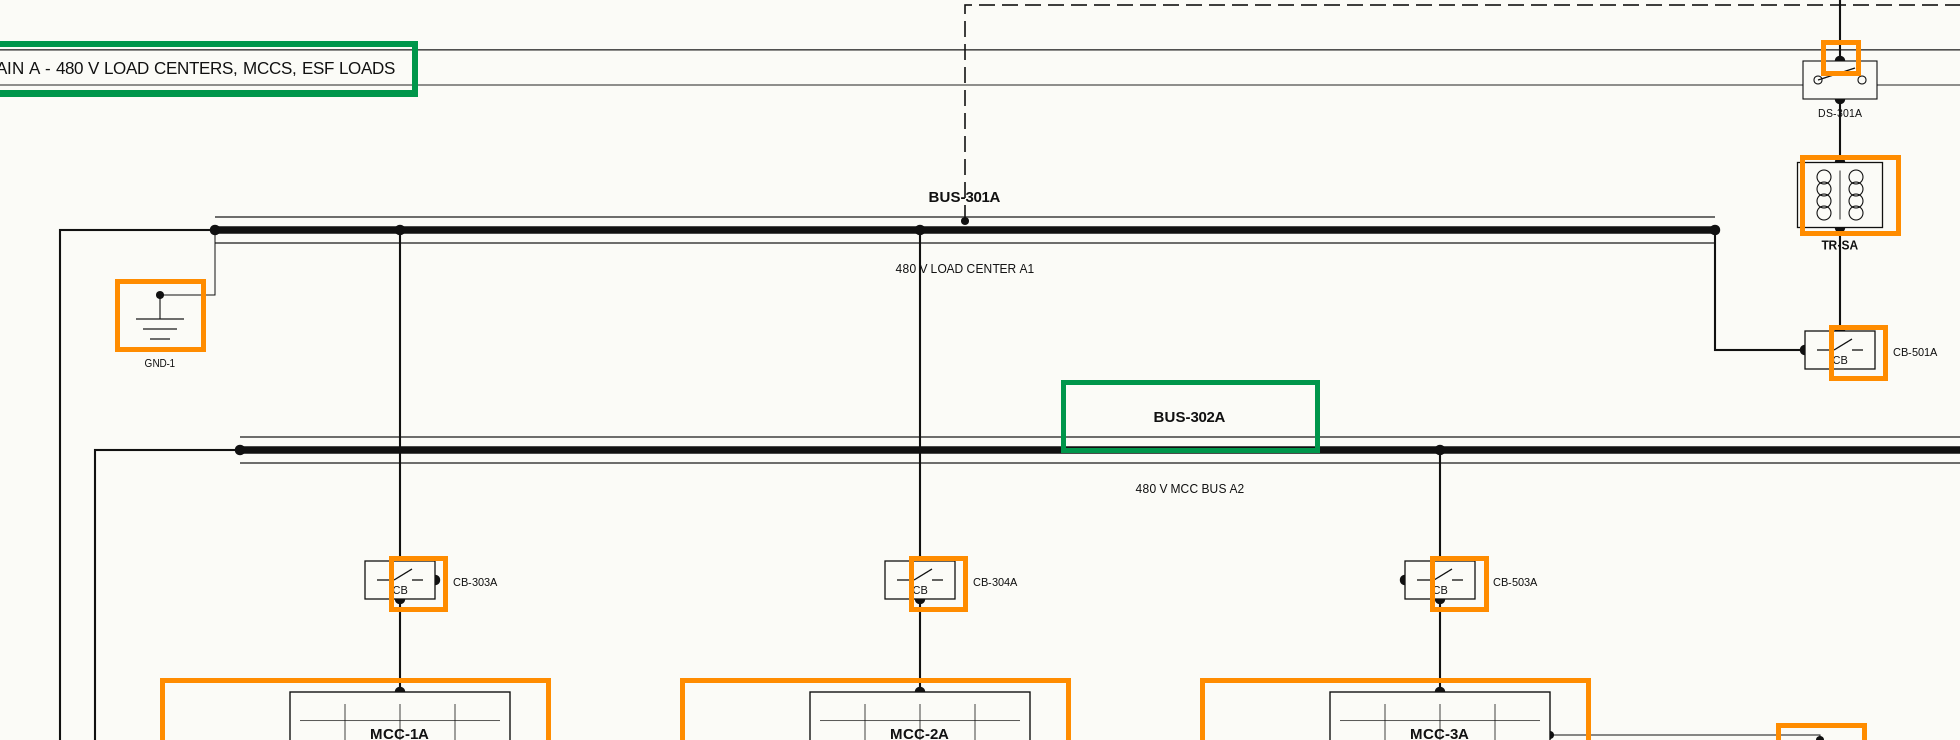 AIN A - 480 V LOAD CENTERS, MCCS, ESF LOADS
DS-301A
BUS-301A
TR-SA
480 V LOAD CENTER A1
GND-1
CB
CB-501A
BUS-302A
480 V MCC BUS A2
CB
CB-303A
CB
CB-304A
CB
CB-503A
MCC-1A
MCC-2A
MCC-3A